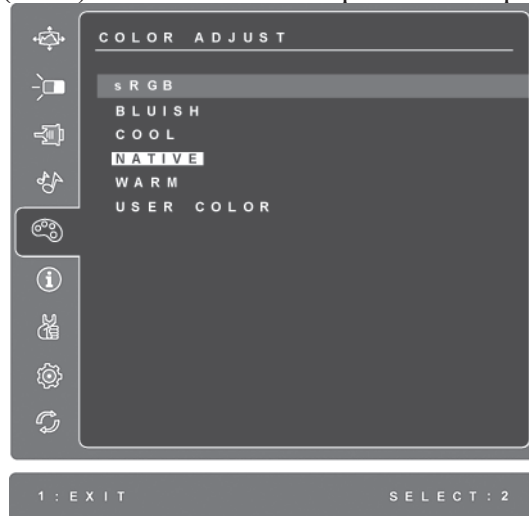 COLOR ADJUST
sRGB
BLUISH
COOL
NATIVE
WARM
USER COLOR
1:EXIT SELECT:2